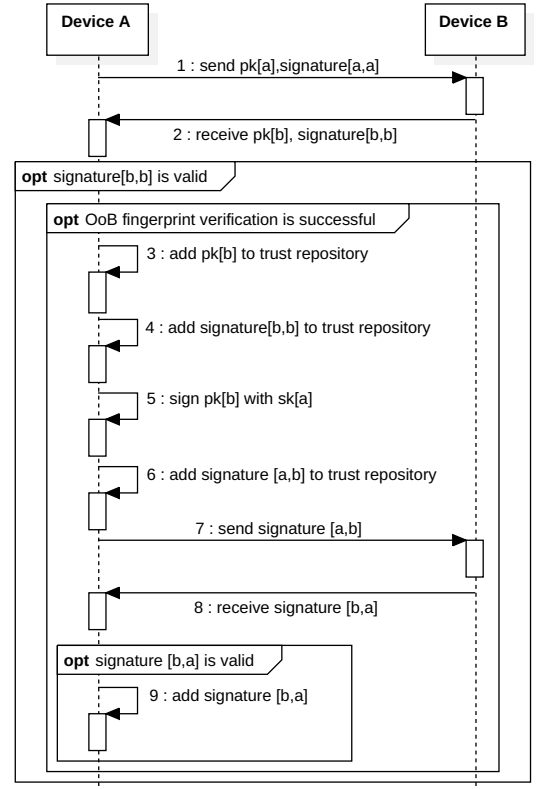 Device A
Device B
1 : send pk[a],signature[a,a]
2 : receive pk[b], signature[b,b]
opt signature[b,b] is valid
opt OoB fingerprint verification is successful
3 : add pk[b] to trust repository
4 : add signature[b,b] to trust repository
5 : sign pk[b] with sk[a]
6 : add signature [a,b] to trust repository
7 : send signature [a,b]
8 : receive signature [b,a]
opt signature [b,a] is valid
9 : add signature [b,a]